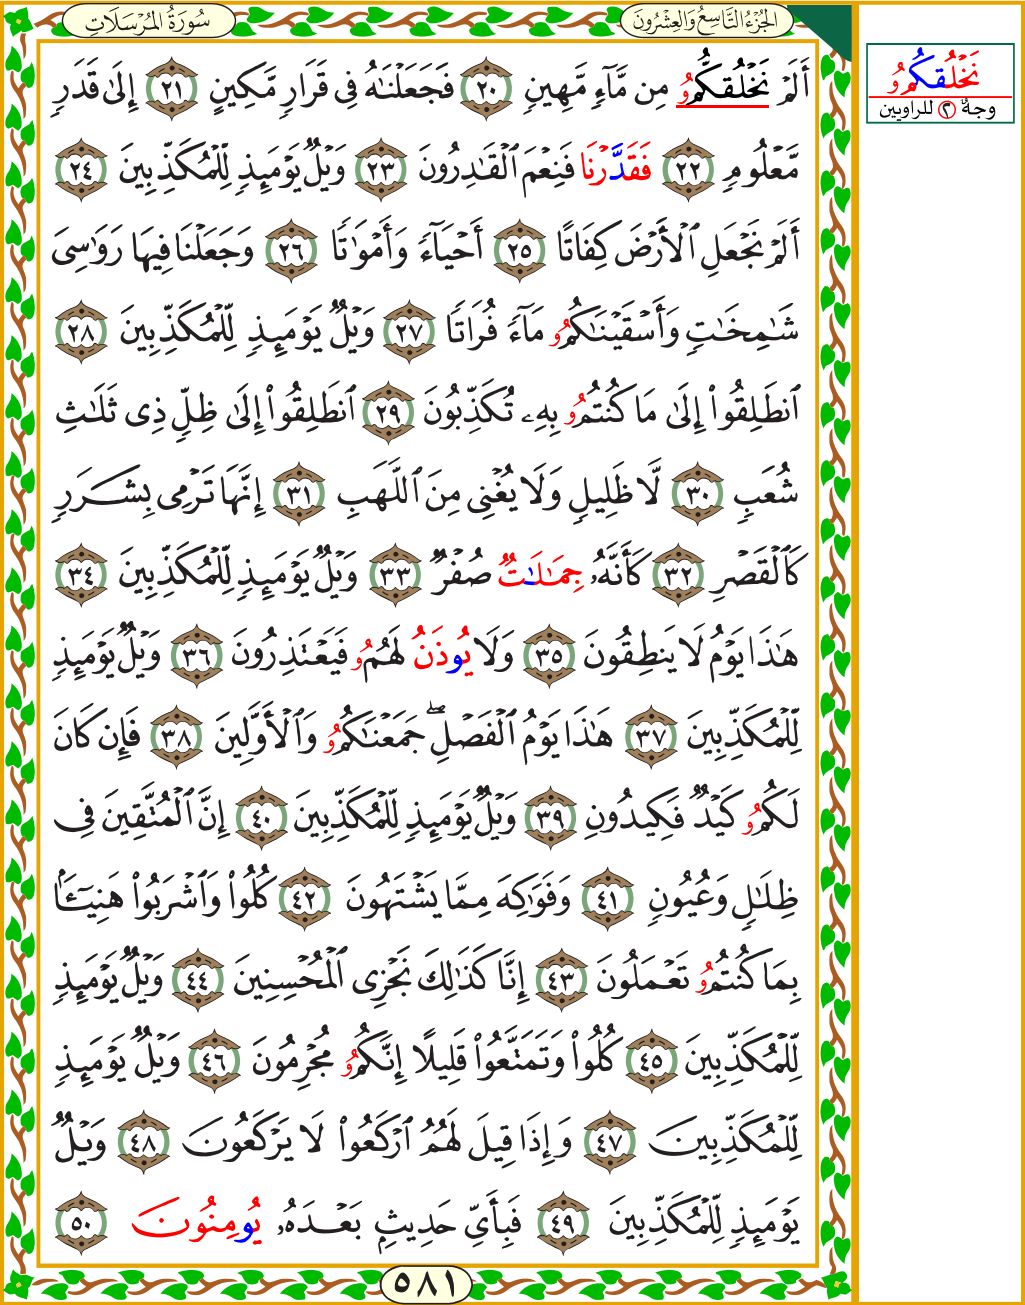 سُورَةُ المُرْسَلَاتِ
الجُزْءُ التَّاسِعُ وَالعِشْرُونَ
أَلَمْ نَخْلُقكُّمُو مِن مَّآءٖ مَّهِينٖ ٢٠ فَجَعَلْنَٰهُ فِى قَرَارٖ مَّكِينٍ ٢١ إِلَىٰ قَدَرٖ
مَّعْلُومٖ ٢٢ فَقَدَّرْنَا فَنِعْمَ ٱلْقَٰدِرُونَ ٢٣ وَيْلٌ يَوْمَئِذٖ لِّلْمُكَذِّبِينَ ٢٤
أَلَمْ نَجْعَلِ ٱلْأَرْضَ كِفَاتًا ٢٥ أَحْيَآءً وَأَمْوَٰتًا ٢٦ وَجَعَلْنَا فِيهَا رَوَٰسِىَ
شَٰمِخَٰتٖ وَأَسْقَيْنَٰكُمُو مَآءً فُرَاتًا ٢٧ وَيْلٌ يَوْمَئِذٖ لِّلْمُكَذِّبِينَ ٢٨
ٱنطَلِقُوٓا۟ إِلَىٰ مَا كُنتُمُو بِهِۦ تُكَذِّبُونَ ٢٩ ٱنطَلِقُوٓا۟ إِلَىٰ ظِلّٖ ذِى ثَلَٰثِ
شُعَبٖ ٣٠ لَّا ظَلِيلٖ وَلَا يُغْنِى مِنَ ٱللَّهَبِ ٣١ إِنَّهَا تَرْمِى بِشَرَرٖ
كَٱلْقَصْرِ ٣٢ كَأَنَّهُۥ جِمَٰلَٰتٌ صُفْرٌ ٣٣ وَيْلٌ يَوْمَئِذٖ لِّلْمُكَذِّبِينَ ٣٤
هَٰذَا يَوْمُ لَا يَنطِقُونَ ٣٥ وَلَا يُوذَنُ لَهُمُو فَيَعْتَذِرُونَ ٣٦ وَيْلٌ يَوْمَئِذٖ
لِّلْمُكَذِّبِينَ ٣٧ هَٰذَا يَوْمُ ٱلْفَصْلِۖ جَمَعْنَٰكُمُو وَٱلْأَوَّلِينَ ٣٨ فَإِن كَانَ
لَكُمُو كَيْدٌ فَكِيدُونِ ٣٩ وَيْلٌ يَوْمَئِذٖ لِّلْمُكَذِّبِينَ ٤٠ إِنَّ ٱلْمُتَّقِينَ فِى
ظِلَٰلٖ وَعُيُونٖ ٤١ وَفَوَٰكِهَ مِمَّا يَشْتَهُونَ ٤٢ كُلُوا۟ وَٱشْرَبُوا۟ هَنِيٓـًٔا
بِمَا كُنتُمُو تَعْمَلُونَ ٤٣ إِنَّا كَذَٰلِكَ نَجْزِى ٱلْمُحْسِنِينَ ٤٤ وَيْلٌ يَوْمَئِذٖ
لِّلْمُكَذِّبِينَ ٤٥ كُلُوا۟ وَتَمَتَّعُوا۟ قَلِيلًا إِنَّكُمُو مُجْرِمُونَ ٤٦ وَيْلٌ يَوْمَئِذٖ
لِّلْمُكَذِّبِينَ ٤٧ وَإِذَا قِيلَ لَهُمُ ٱرْكَعُوا۟ لَا يَرْكَعُونَ ٤٨ وَيْلٌ
يَوْمَئِذٖ لِّلْمُكَذِّبِينَ ٤٩ فَبِأَىِّ حَدِيثٍ بَعْدَهُۥ يُومِنُونَ ٥٠
٥٨١
نَخْلُقكُمُو
وجهٌ ٢ للراويين